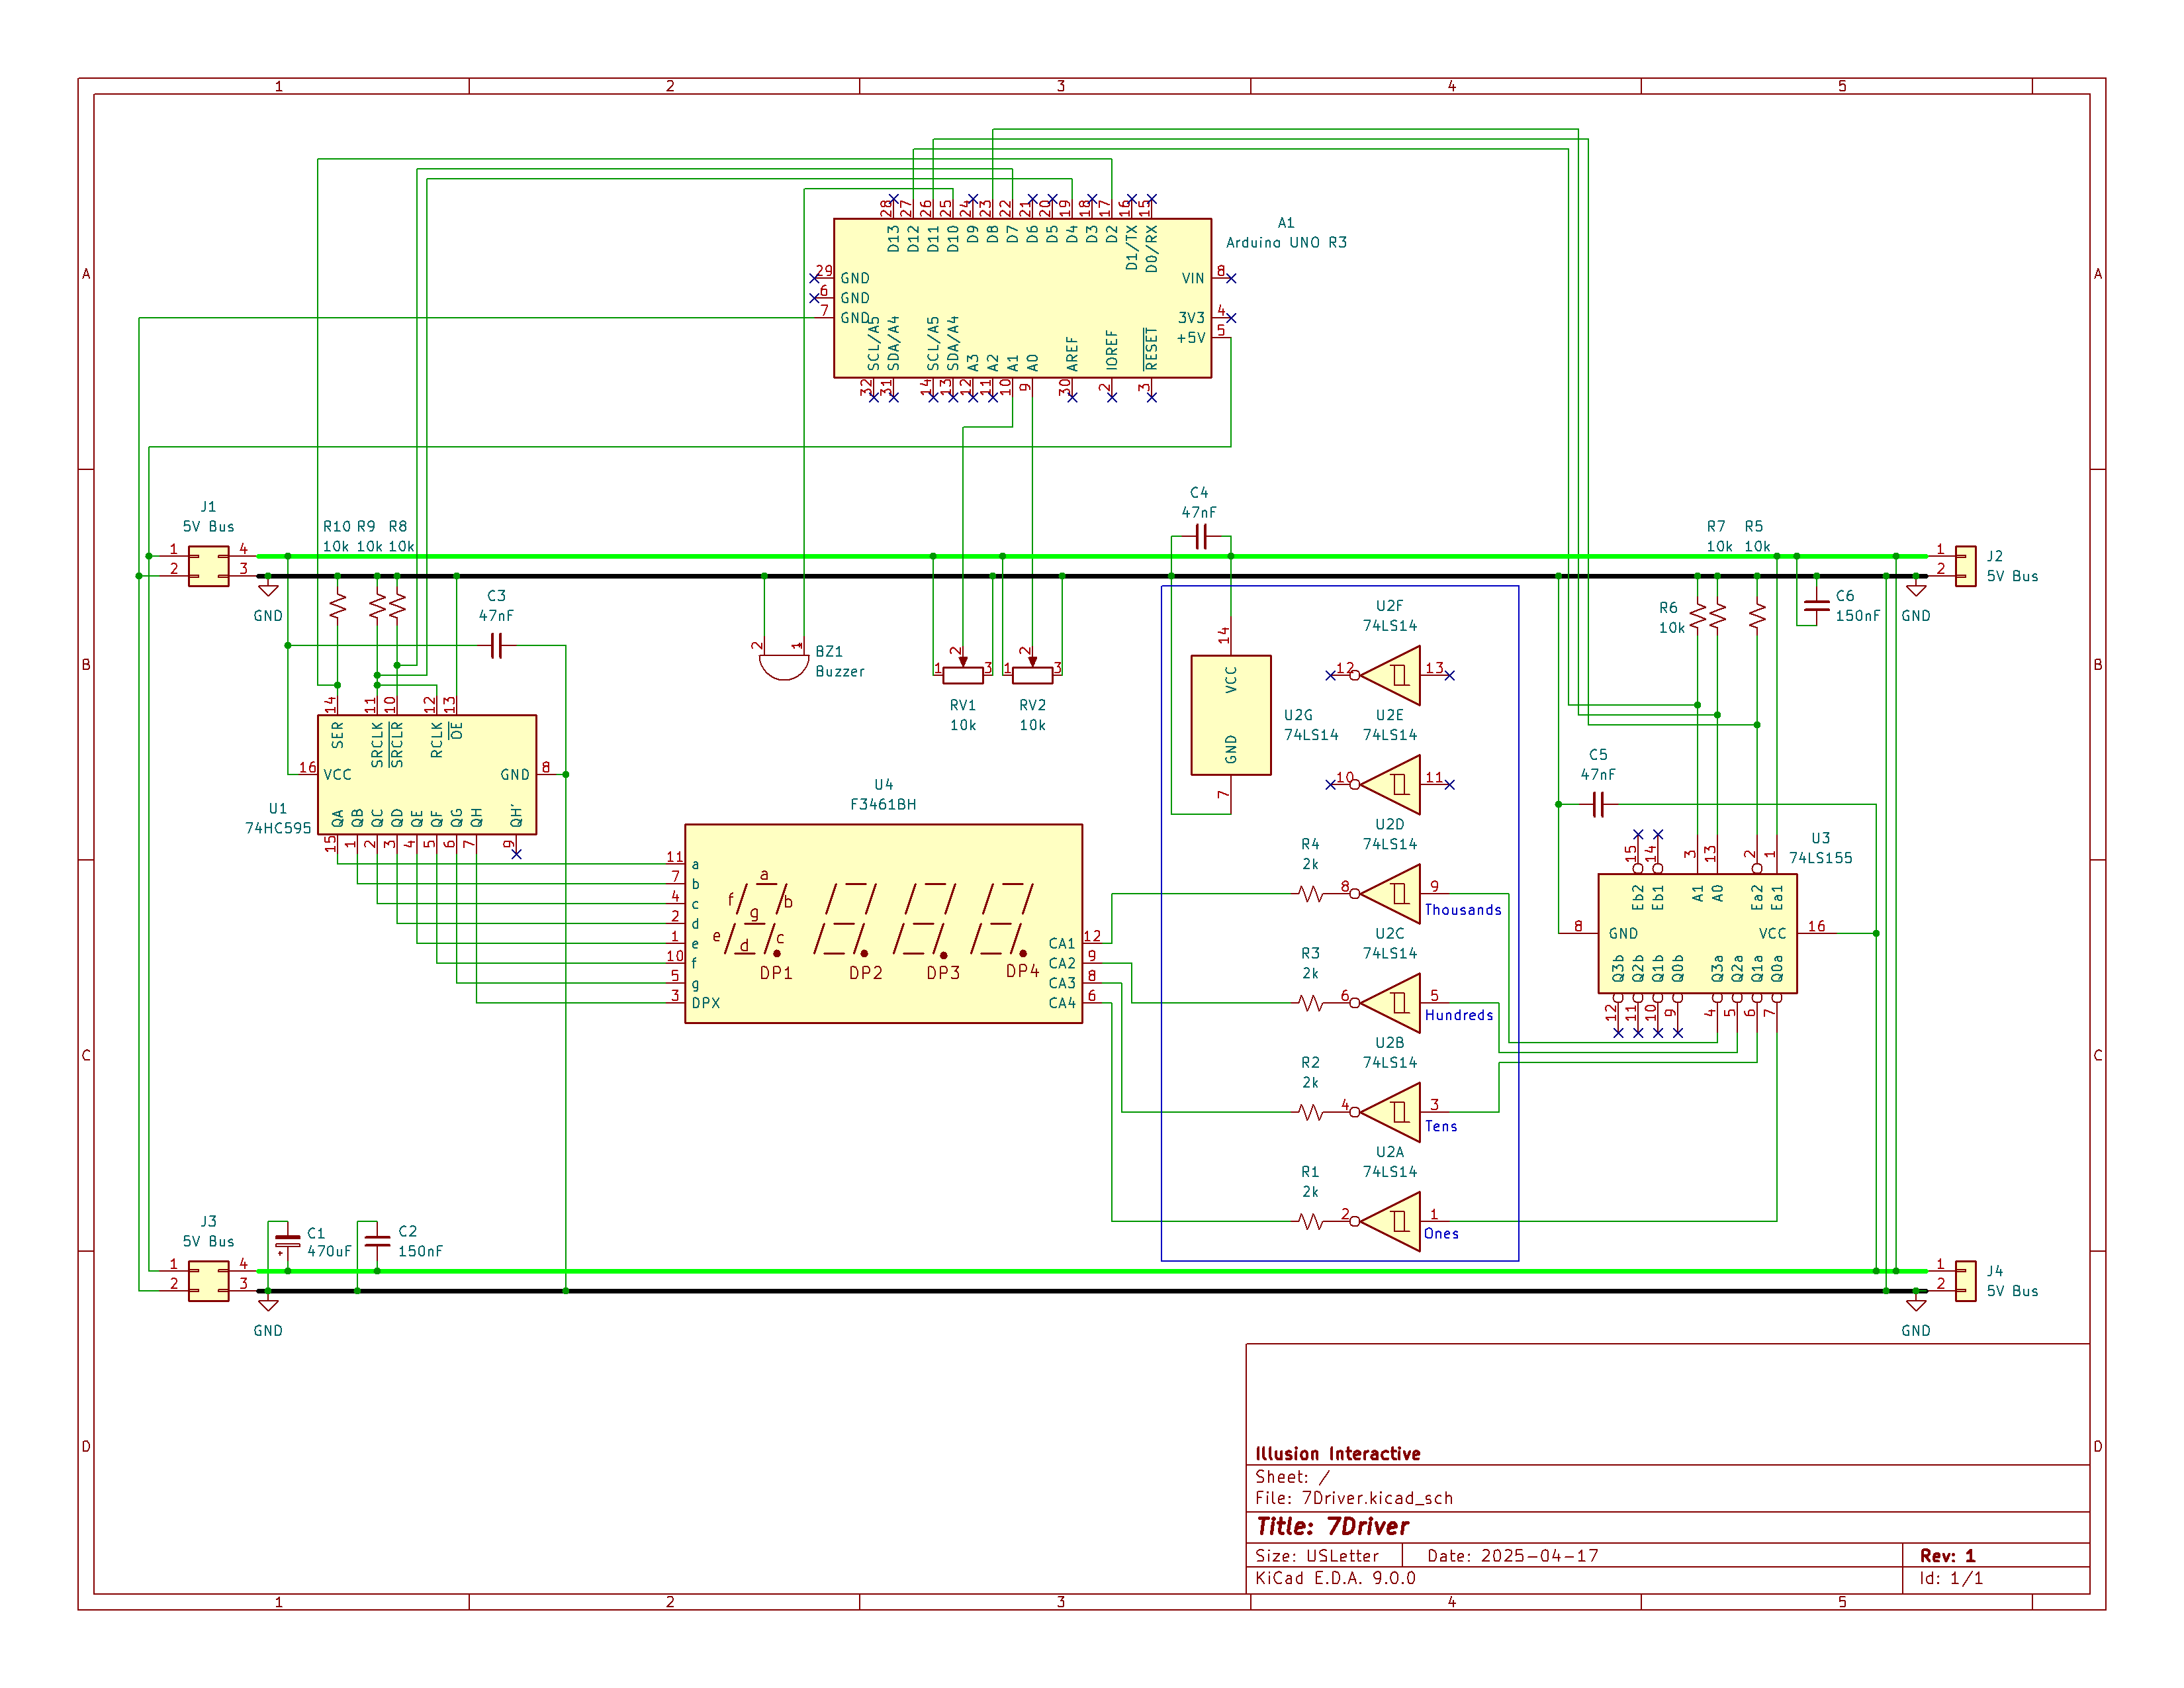 1 2 3 4 5
28 27 26 25 24 23 22 21 20 19 18 17 16 15
D13 D12 D11 D10 D9 D8 D7 D6 D5 D4 D3 D2 D1/TX D0/RX
A1
Arduino UNO R3
A A
29 GND VIN 8
6 GND
7 GND 3V3 4
+5V 5
SCL/A5 SDA/A4 SCL/A5 SDA/A4 A3 A2 A1 A0 AREF IOREF RESET
32 31 14 13 12 11 10 9 30 2 3
C4
47nF
J1
5V Bus
R10 R9 R8
10k 10k 10k
R7 R5
10k 10k
1 4
2 3
1 J2
2 5V Bus
GND
C3
47nF
R6
10k
C6
150nF
GND
U2F
74LS14
12 13
14
VCC
GND
7
U2G
74LS14
B B
2 1
BZ1
Buzzer
1 2 3
RV1
10k
1 2 3
RV2
10k
U2E
74LS14
10 11
14 11 10 12 13
SER SRCLK SRCLR RCLK OE
16 VCC GND 8
U1
74HC595
QA QB QC QD QE QF QG QH QH'
15 1 2 3 4 5 6 7 9
C5
47nF
U4
F3461BH
11 a
7 b
4 c
2 d
1 e
10 f
5 g
3 DPX
a
f b
g
e c
d
DP1 DP2 DP3 DP4
CA1 12
CA2 9
CA3 8
CA4 6
U2D
74LS14
R4
2k
8 9
Thousands
U2C
74LS14
R3
2k
6 5
Hundreds
U2B
74LS14
R2
2k
4 3
Tens
U2A
74LS14
R1
2k
2 1
Ones
15 14 3 13 2 1
U3
74LS155
Eb2 Eb1 A1 A0 Ea2 Ea1
8 GND VCC 16
Q3b Q2b Q1b Q0b Q3a Q2a Q1a Q0a
12 11 10 9 4 5 6 7
C C
J3
5V Bus
1 4
2 3
C1
470uF
+
C2
150nF
GND
1 J4
2 5V Bus
GND
D D
Illusion Interactive
Sheet: /
File: 7Driver.kicad_sch
Title: 7Driver
Size: USLetter Date: 2025-04-17 Rev: 1
KiCad E.D.A. 9.0.0 Id: 1/1
1 2 3 4 5